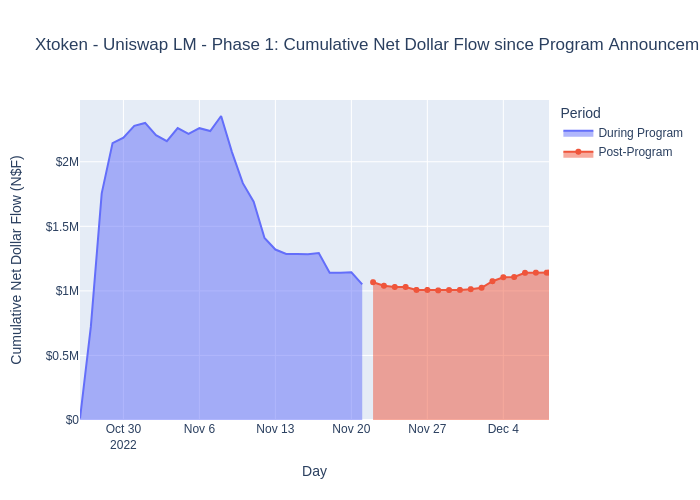 Xtoken - Uniswap LM - Phase 1: Cumulative Net Dollar Flow since Program Announcem
Period
During Program
Post-Program
Cumulative Net Dollar Flow (N$F)
$2M
$1.5M
$1M
$0.5M
$0
Oct 30
2022
Nov 6
Nov 13
Nov 20
Nov 27
Dec 4
Day